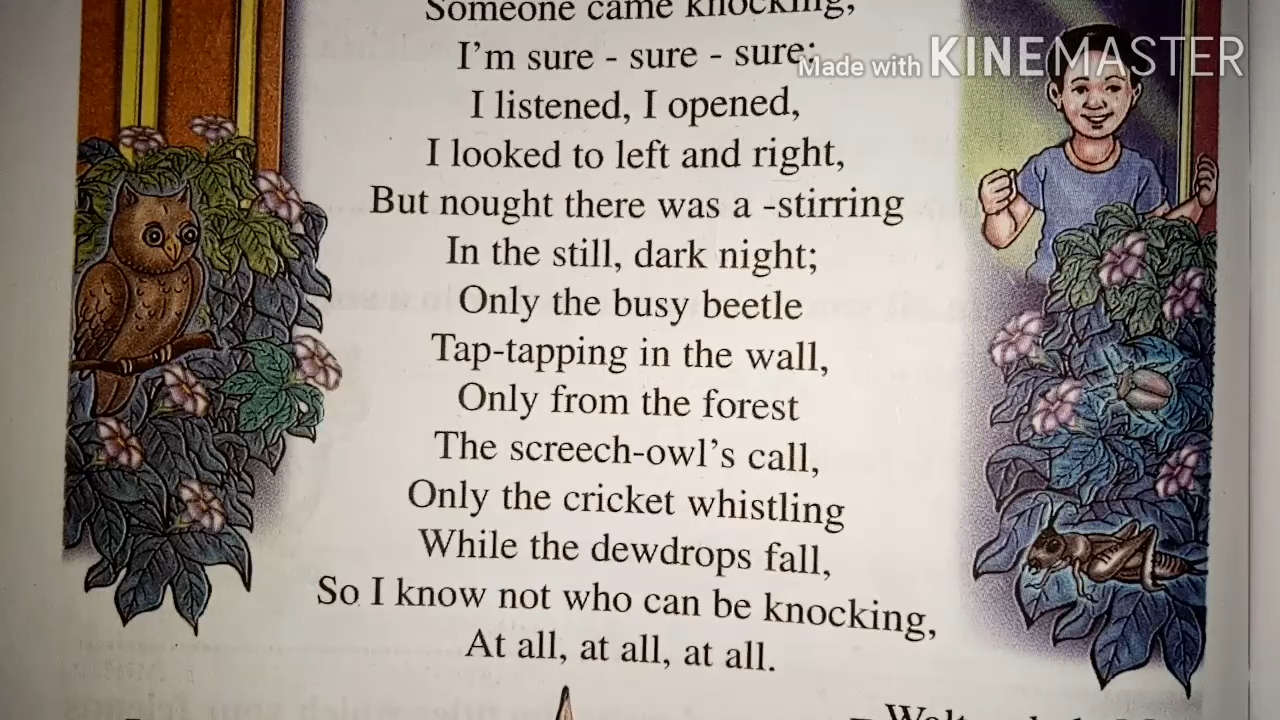 Someone came knocking,
I'm sure - sure - sure;
Made with KINEMASTER
I listened, I opened,
I looked to left and right,
But nought there was a -stirring
In the still, dark night;
Only the busy beetle
Tap-tapping in the wall,
Only from the forest
The screech-owl's call,
Only the cricket whistling
While the dewdrops fall,
So I know not who can be knocking,
At all, at all, at all.